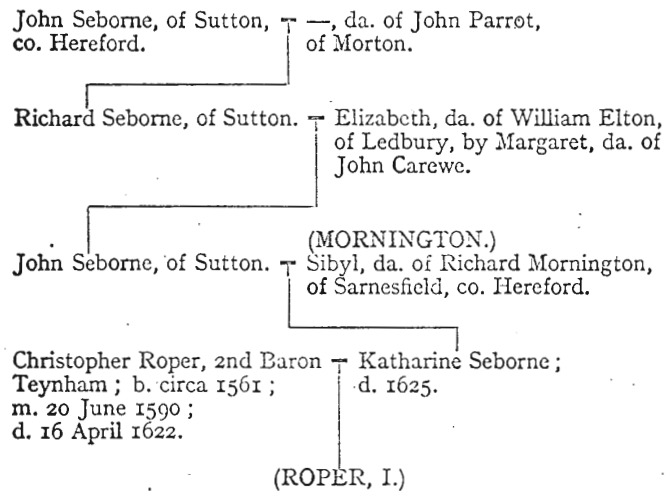 John Seborne, of Sutton, — —, da. of John Parrot,
co. Hereford. of Morton.
Richard Seborne, of Sutton. — Elizabeth, da. of William Elton,
of Ledbury, by Margaret, da. of
John Carewe.
(MORNINGTON.)
John Seborne, of Sutton. — Sibyl, da. of Richard Mornington,
of Sarnesfield, co. Hereford.
Christopher Roper, 2nd Baron — Katharine Seborne ;
Teynham ; b. circa 1561 ; d. 1625.
m. 20 June 1590 ;
d. 16 April 1622.
(ROPER, I.)